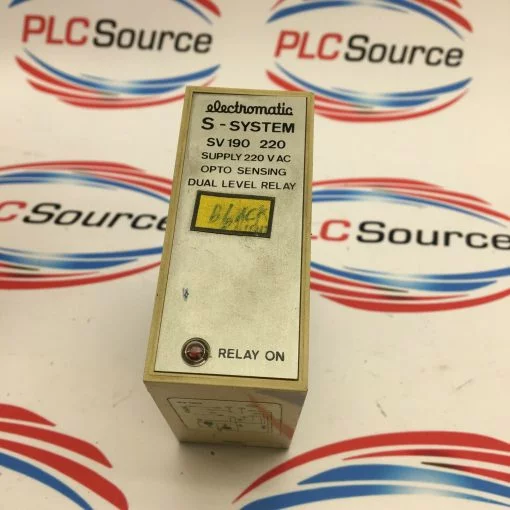 PLCSource
PLCSource
electromatic
S-SYSTEM
SV 190 220
SUPPLY 220 V AC
OPTO SENSING
DUAL LEVEL RELAY
BLACK
RELAY ON
Source
PLCSource